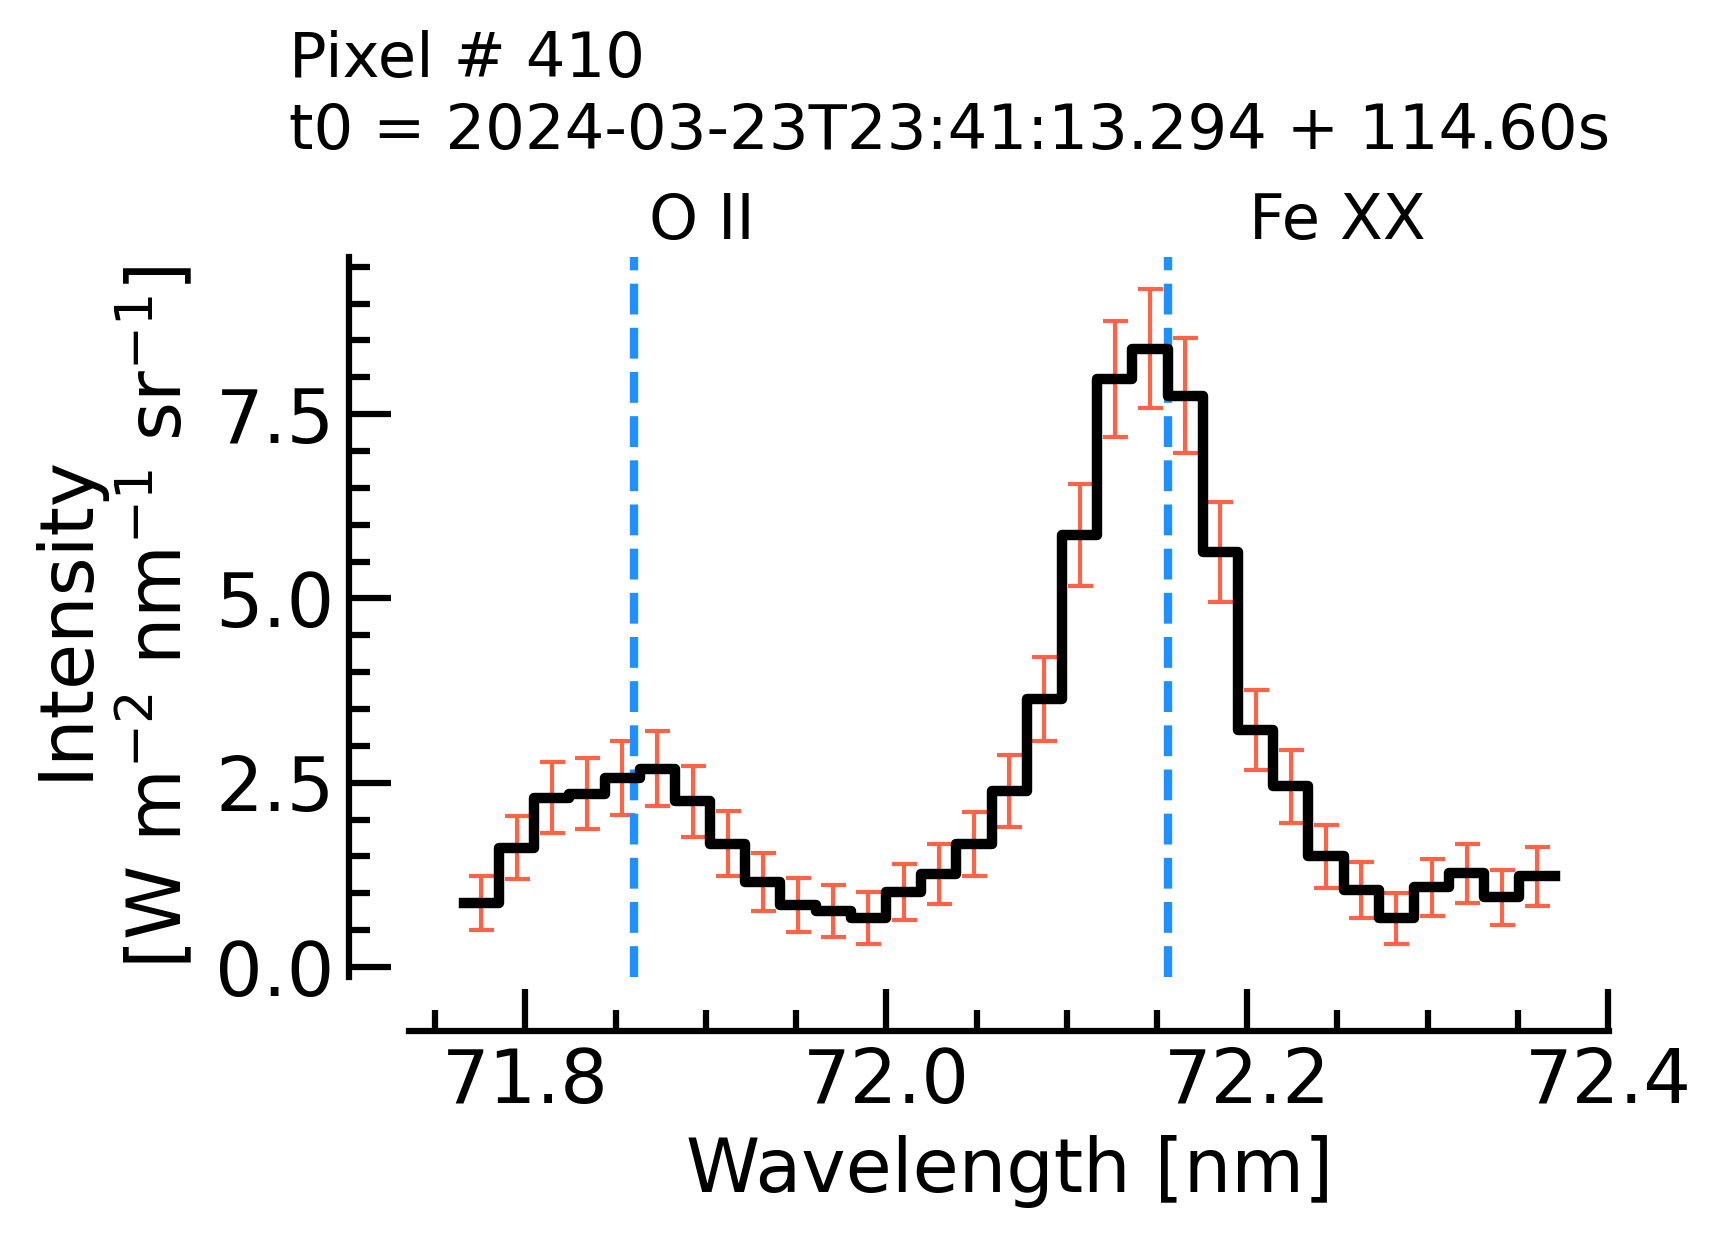 Pixel # 410
t0 = 2024-03-23T23:41:13.294 + 114.60s
O II
Fe XX
Intensity
[W m⁻² nm⁻¹ sr⁻¹]
7.5
5.0
2.5
0.0
71.8 72.0 72.2 72.4
Wavelength [nm]